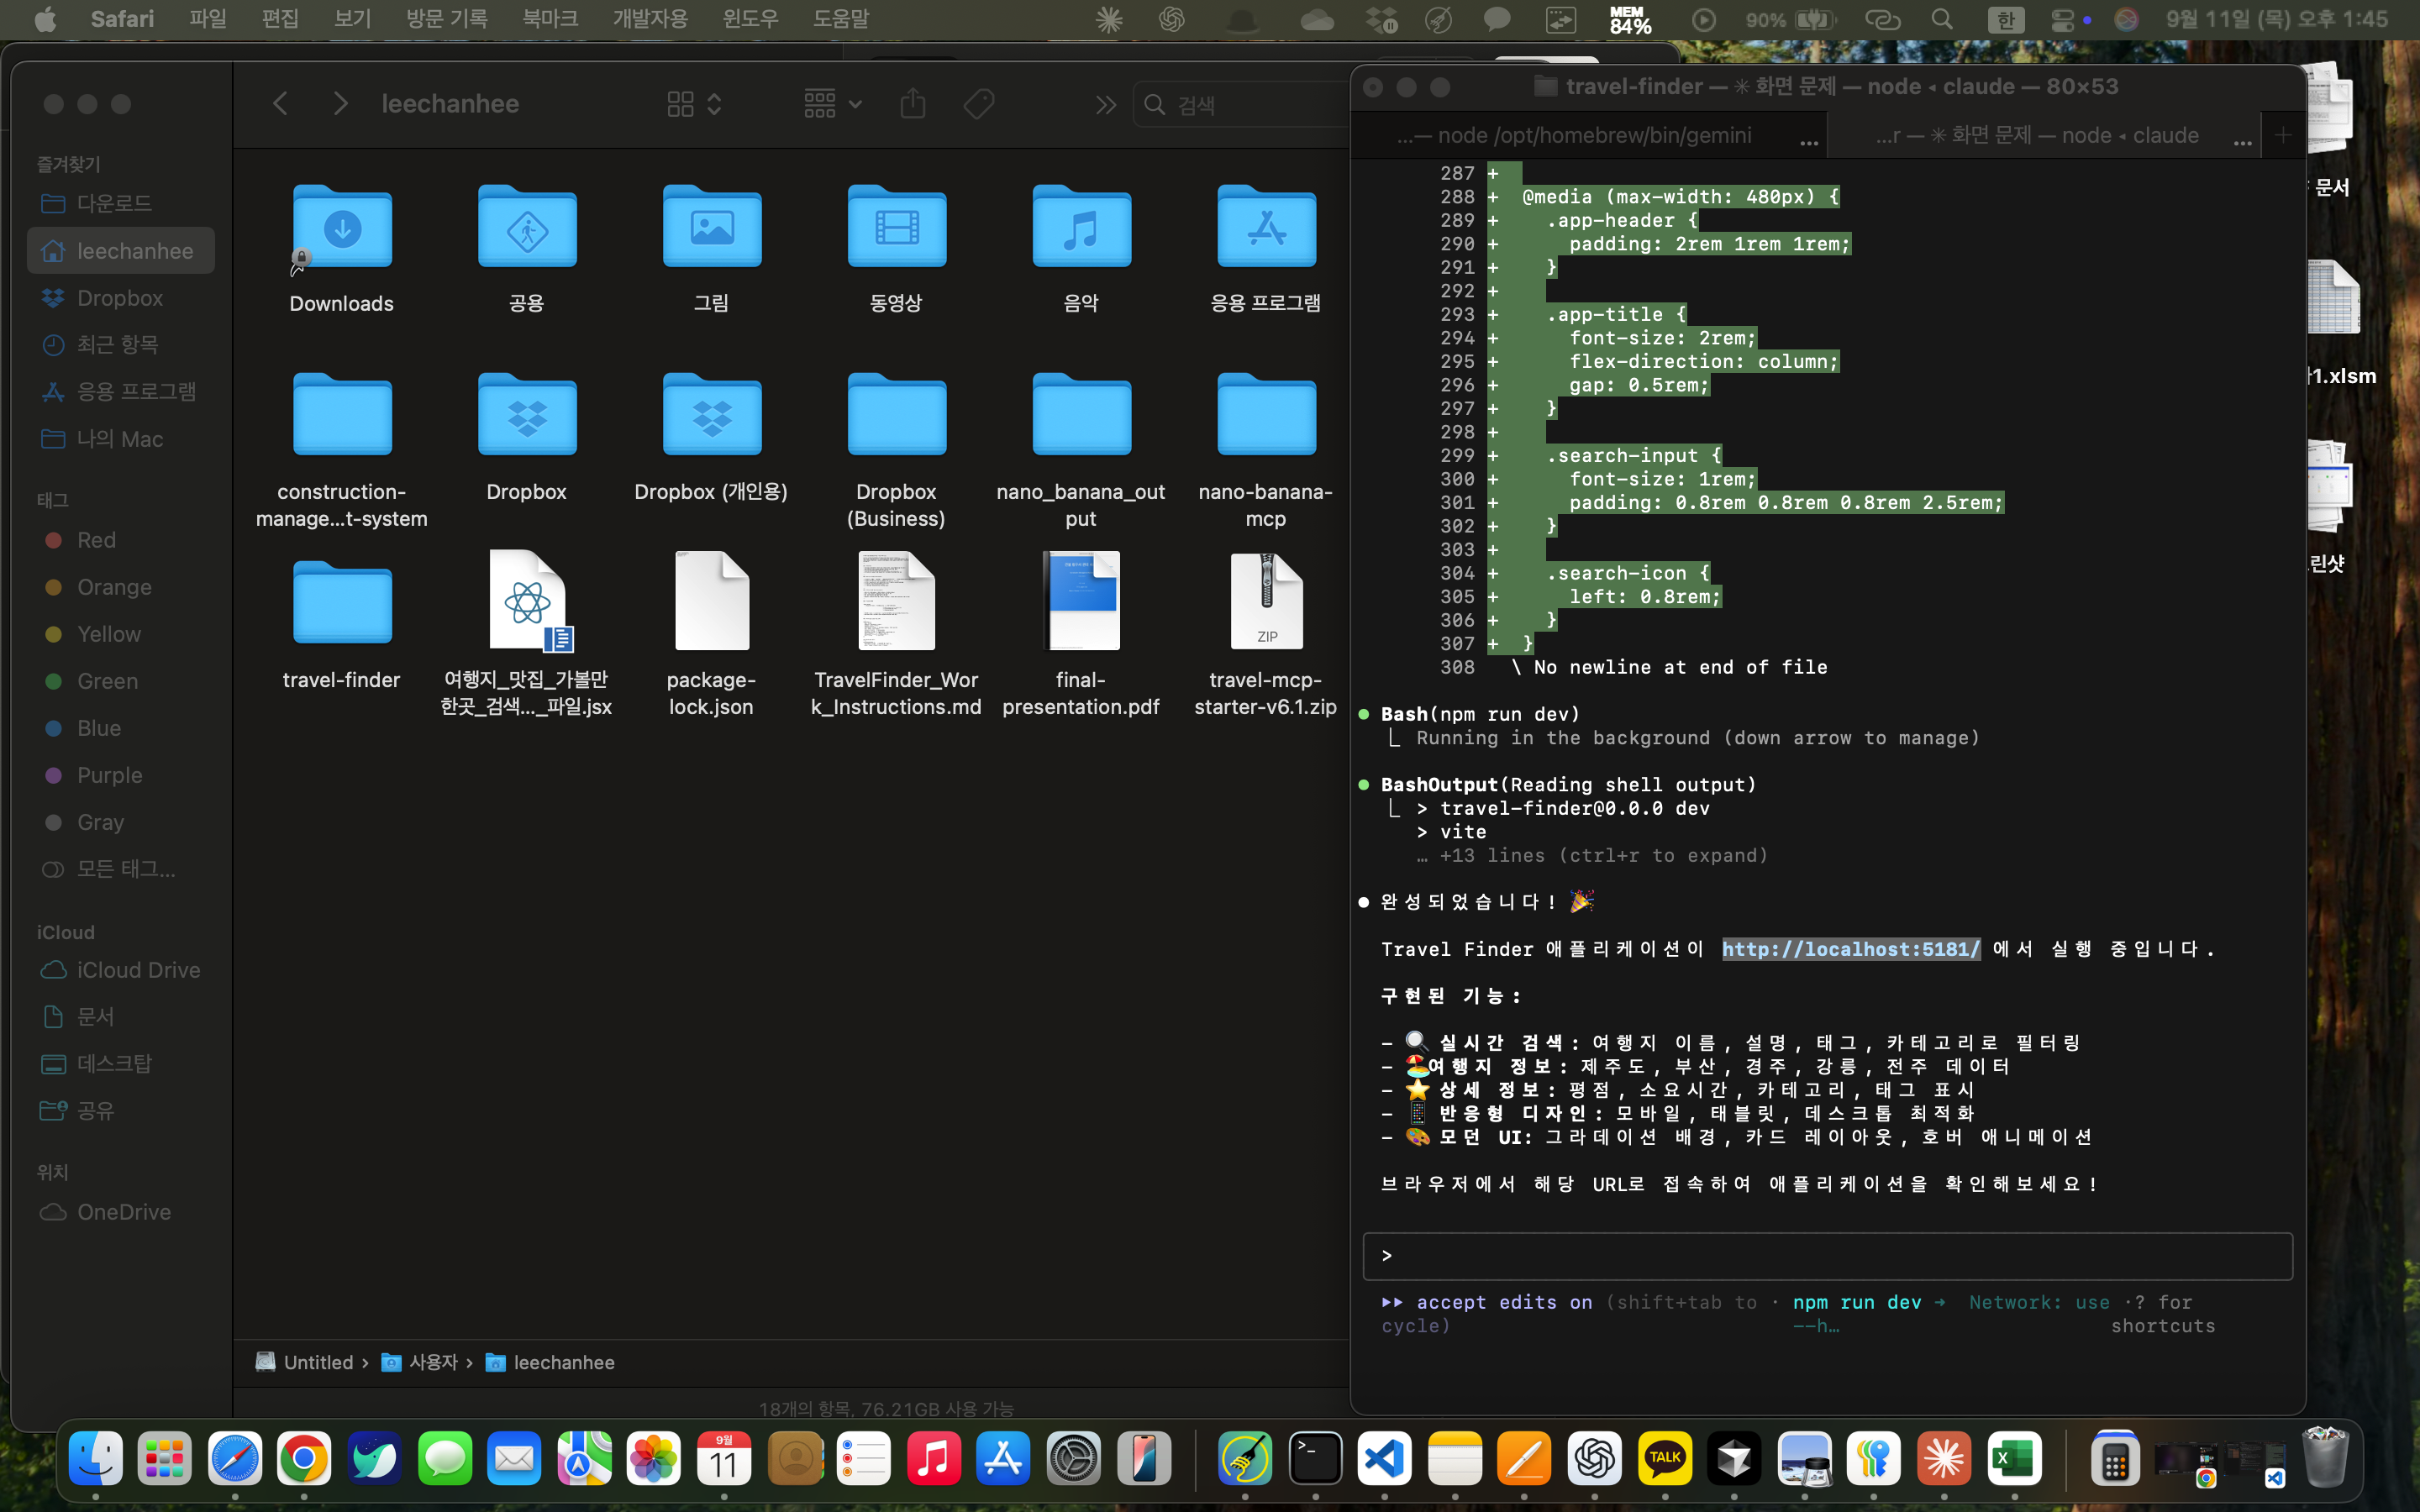 Safari 파일 편집 보기 방문 기록 북마크 개발자용 윈도우 도움말
MEM 84% 90% 한 9월 11일 (목) 오후 1:45
leechanhee
검색
즐겨찾기
다운로드
leechanhee
Dropbox
최근 항목
응용 프로그램
나의 Mac
태그
Red
Orange
Yellow
Green
Blue
Purple
Gray
모든 태그...
iCloud
iCloud Drive
문서
데스크탑
공유
위치
OneDrive
Downloads
공용
그림
동영상
음악
응용 프로그램
construction-
manage...t-system
Dropbox
Dropbox (개인용)
Dropbox
(Business)
nano_banana_out
put
nano-banana-
mcp
travel-finder
여행지_맛집_가볼만
한곳_검색..._파일.jsx
package-
lock.json
TravelFinder_Wor
k_Instructions.md
final-
presentation.pdf
ZIP
travel-mcp-
starter-v6.1.zip
Untitled › 사용자 › leechanhee
18개의 항목, 76.21GB 사용 가능
travel-finder — ✳ 화면 문제 — node ◂ claude — 80×53
...— node /opt/homebrew/bin/gemini ...
...r — ✳ 화면 문제 — node ◂ claude ...
287 +
288 + @media (max-width: 480px) {
289 + .app-header {
290 + padding: 2rem 1rem 1rem;
291 + }
292 +
293 + .app-title {
294 + font-size: 2rem;
295 + flex-direction: column;
296 + gap: 0.5rem;
297 + }
298 +
299 + .search-input {
300 + font-size: 1rem;
301 + padding: 0.8rem 0.8rem 0.8rem 2.5rem;
302 + }
303 +
304 + .search-icon {
305 + left: 0.8rem;
306 + }
307 + }
308 \ No newline at end of file
Bash(npm run dev)
⎿ Running in the background (down arrow to manage)
BashOutput(Reading shell output)
⎿ > travel-finder@0.0.0 dev
> vite
… +13 lines (ctrl+r to expand)
완성되었습니다! 🎉
Travel Finder 애플리케이션이 http://localhost:5181/ 에서 실행 중입니다.
구현된 기능:
- 🔍 실시간 검색: 여행지 이름, 설명, 태그, 카테고리로 필터링
- 🏖️여행지 정보: 제주도, 부산, 경주, 강릉, 전주 데이터
- ⭐ 상세 정보: 평점, 소요시간, 카테고리, 태그 표시
- 📱 반응형 디자인: 모바일, 태블릿, 데스크톱 최적화
- 🎨 모던 UI: 그라데이션 배경, 카드 레이아웃, 호버 애니메이션
브라우저에서 해당 URL로 접속하여 애플리케이션을 확인해보세요!
>
⏵⏵ accept edits on (shift+tab to · npm run dev ➜ Network: use ·? for
cycle) --h… shortcuts
문서
1.xlsm
린샷
9월
11
TALK